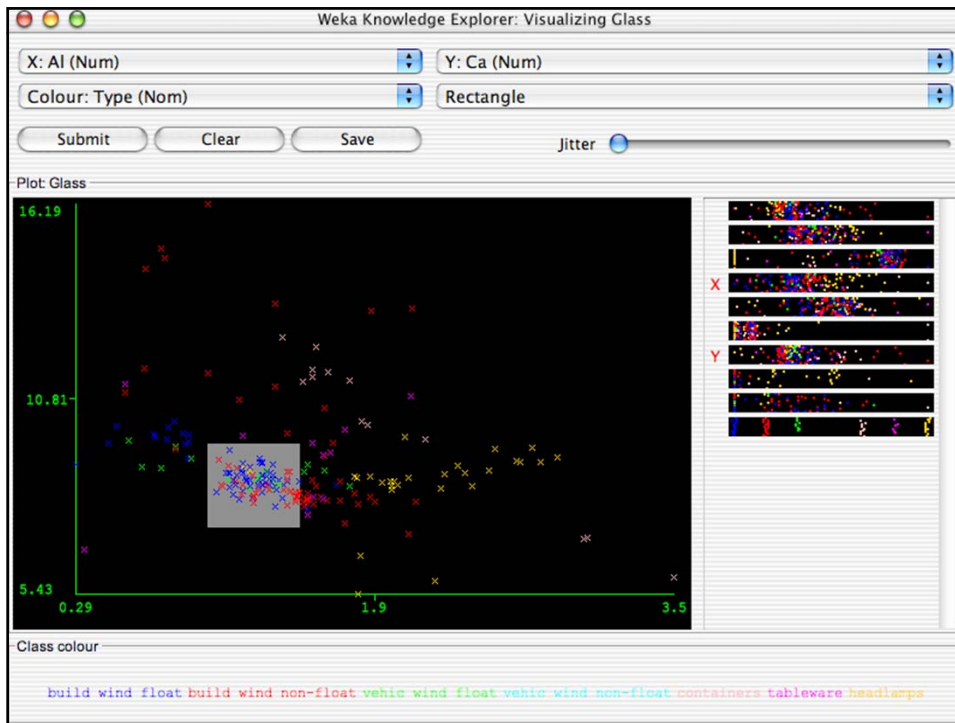 Weka Knowledge Explorer: Visualizing Glass
X: Al (Num) Y: Ca (Num)
Colour: Type (Nom) Rectangle
Submit Clear Save Jitter
Plot: Glass
16.19
X
Y
10.81
5.43
0.29 1.9 3.5
Class colour
build wind float build wind non-float vehic wind float vehic wind non-float containers tableware headlamps